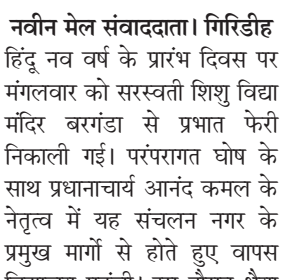 नवीन मेल संवाददाता। गिरिडीह
हिंदू नव वर्ष के प्रारंभ दिवस पर
मंगलवार को सरस्वती शिशु विद्या
मंदिर बरगंडा से प्रभात फेरी
निकाली गई। परंपरागत घोष के
साथ प्रधानाचार्य आनंद कमल के
नेतृत्व में यह संचलन नगर के
प्रमुख मार्गो से होते हुए वापस